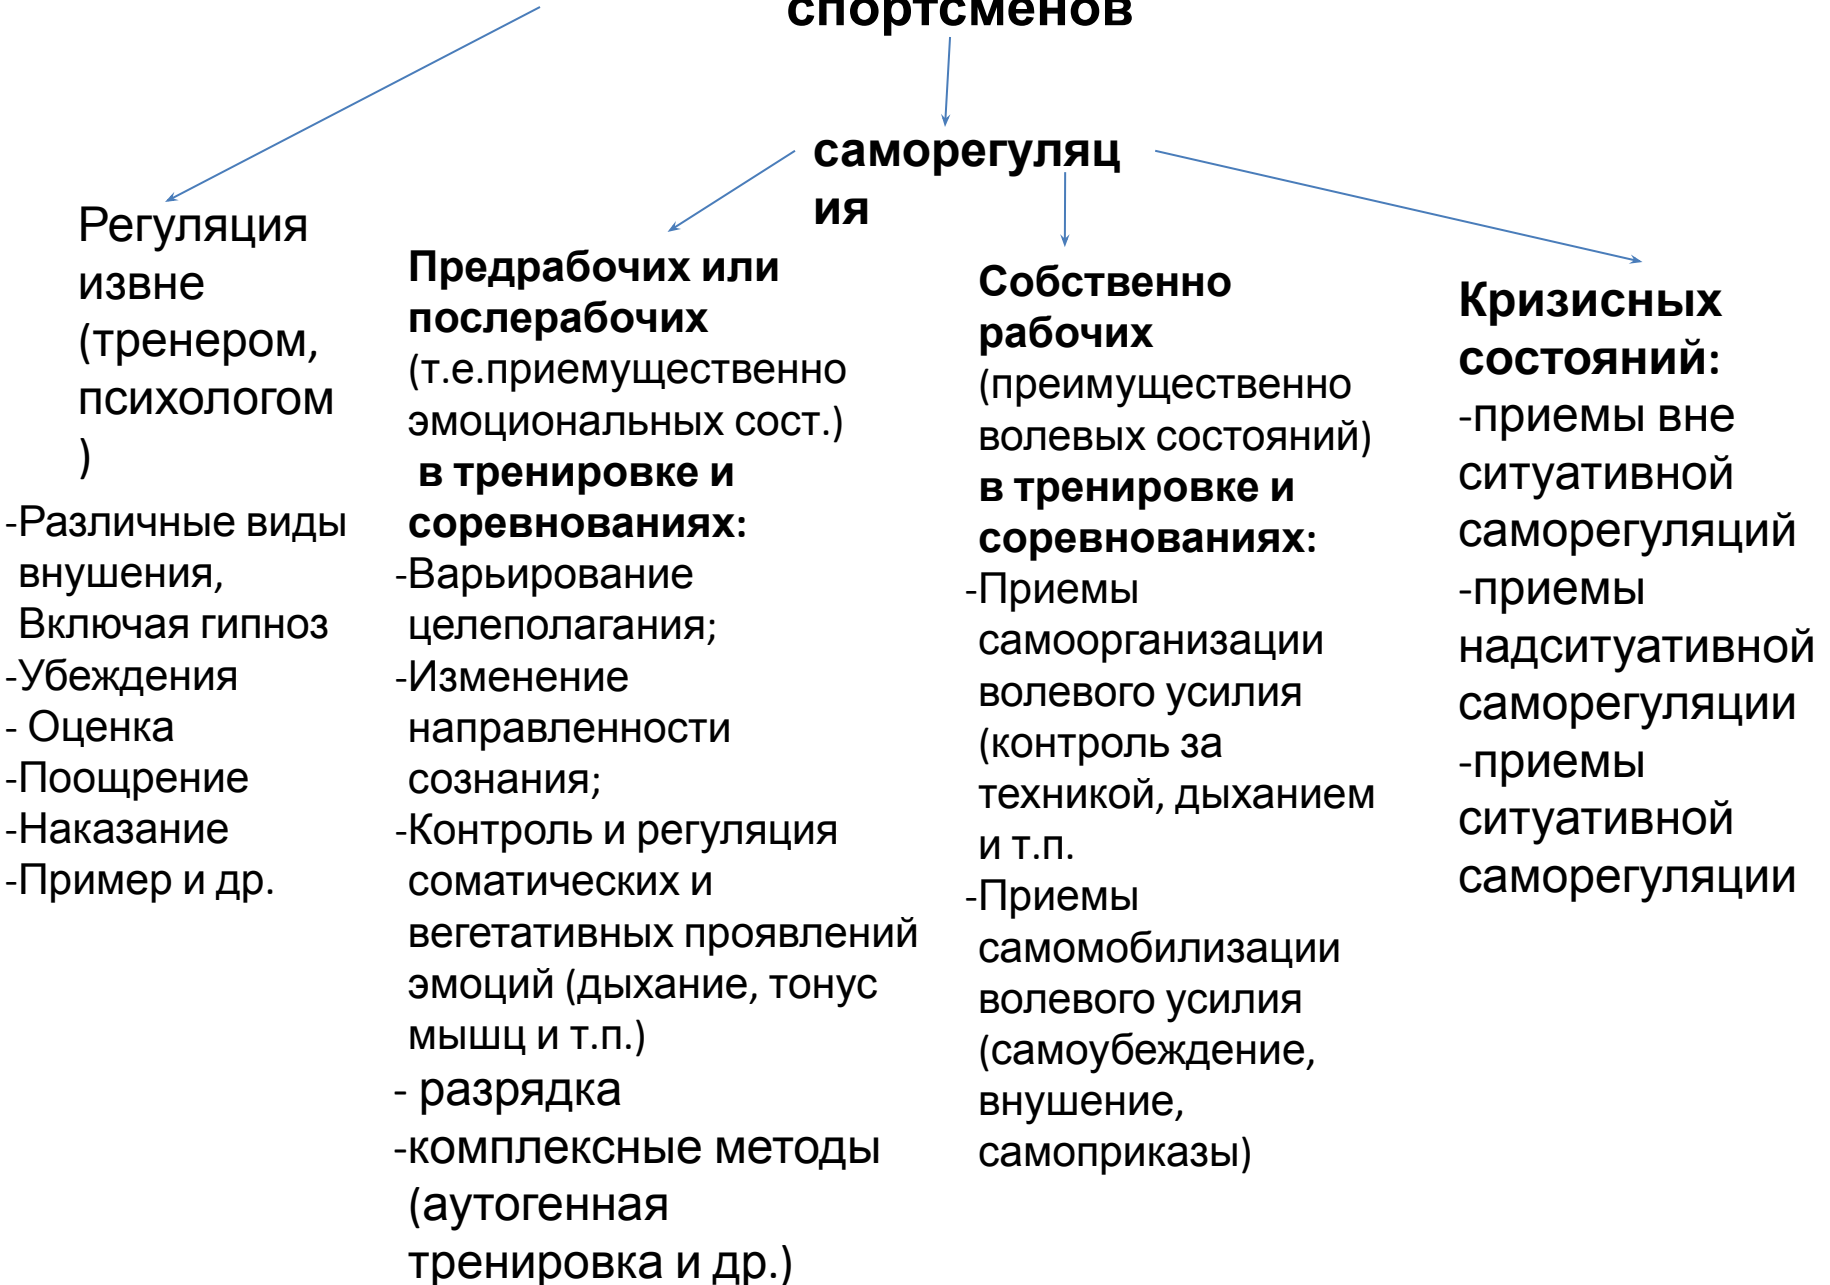 спортсменов
саморегуляц
ия
Регуляция
извне
(тренером,
психологом
)
-Различные виды
внушения,
Включая гипноз
-Убеждения
- Оценка
-Поощрение
-Наказание
-Пример и др.
Предрабочих или
послерабочих
(т.е.приемущественно
эмоциональных сост.)
в тренировке и
соревнованиях:
-Варьирование
целеполагания;
-Изменение
направленности
сознания;
-Контроль и регуляция
соматических и
вегетативных проявлений
эмоций (дыхание, тонус
мышц и т.п.)
- разрядка
-комплексные методы
(аутогенная
тренировка и др.)
Собственно
рабочих
(преимущественно
волевых состояний)
в тренировке и
соревнованиях:
-Приемы
самоорганизации
волевого усилия
(контроль за
техникой, дыханием
и т.п.
-Приемы
самомобилизации
волевого усилия
(самоубеждение,
внушение,
самоприказы)
Кризисных
состояний:
-приемы вне
ситуативной
саморегуляций
-приемы
надситуативной
саморегуляции
-приемы
ситуативной
саморегуляции